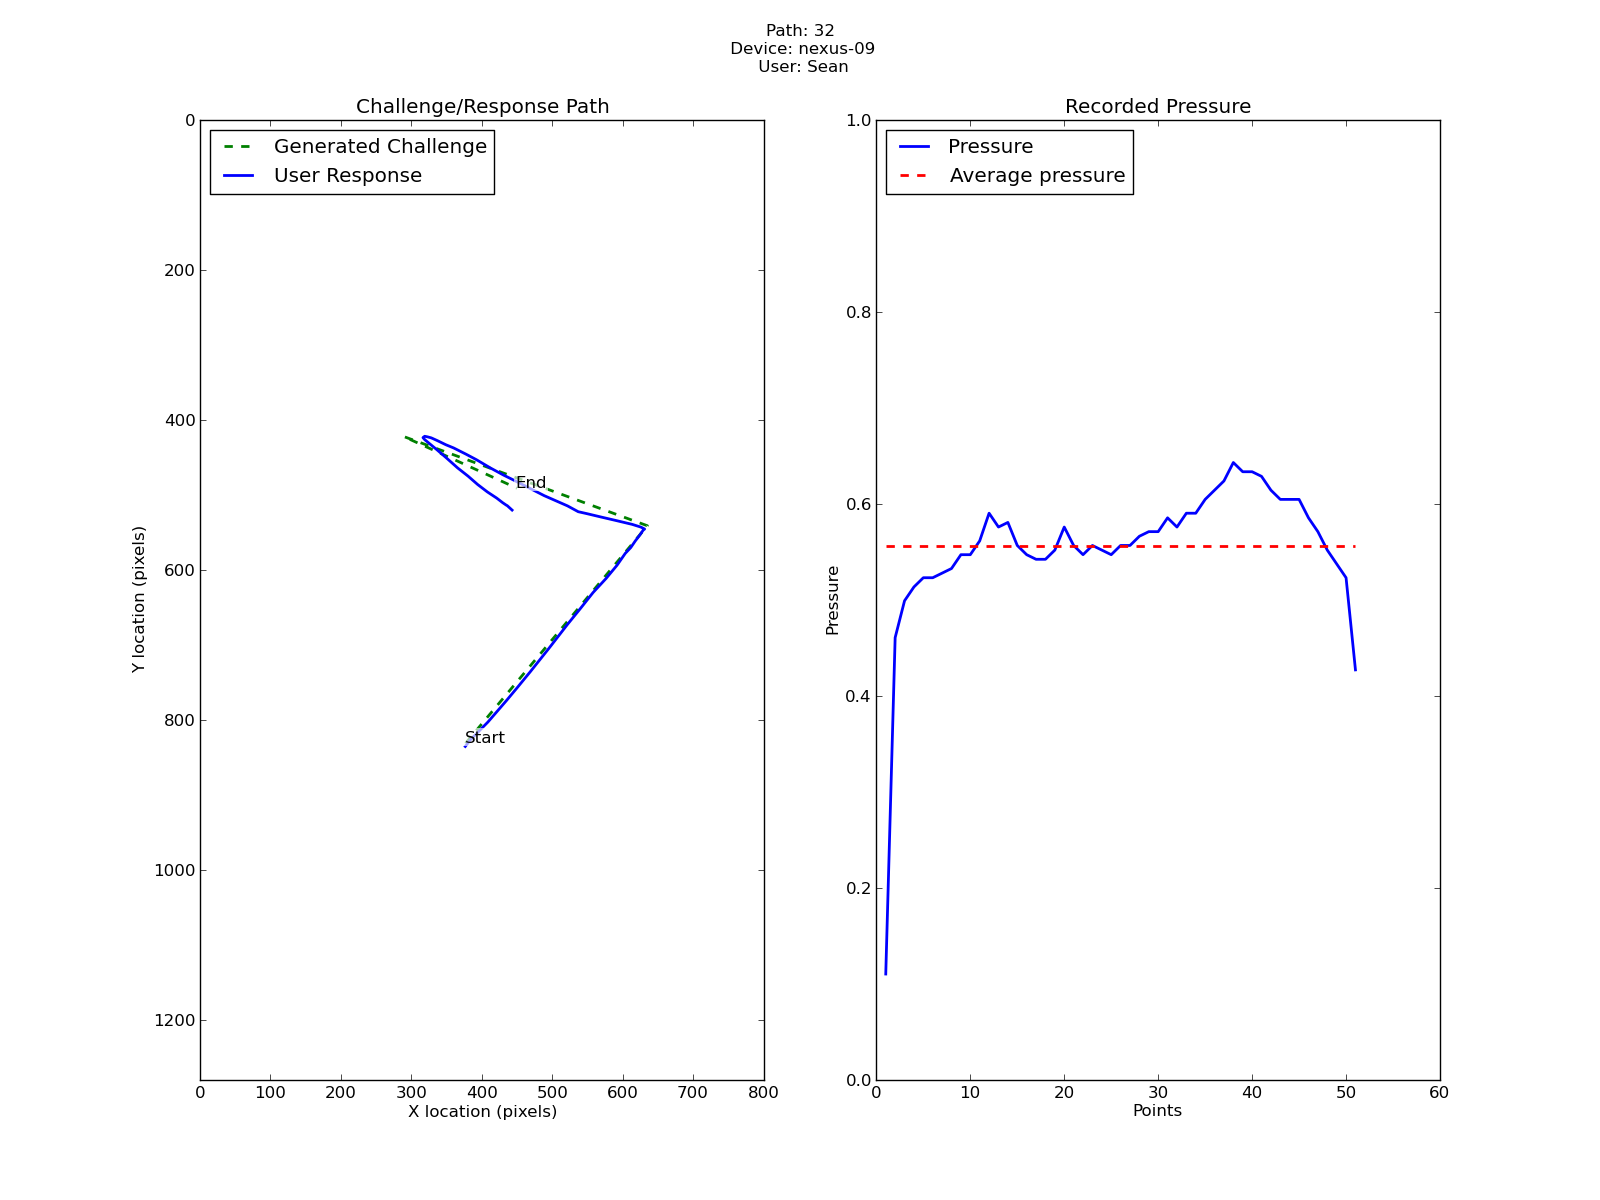 Path: 32
Device: nexus-09
User: Sean
Challenge/Response Path
Generated Challenge
User Response
0
200
400
600
800
1000
1200
Y location (pixels)
End
Start
0 100 200 300 400 500 600 700 800
X location (pixels)
Recorded Pressure
Pressure
Average pressure
1.0
0.8
0.6
0.4
0.2
0.0
Pressure
0 10 20 30 40 50 60
Points